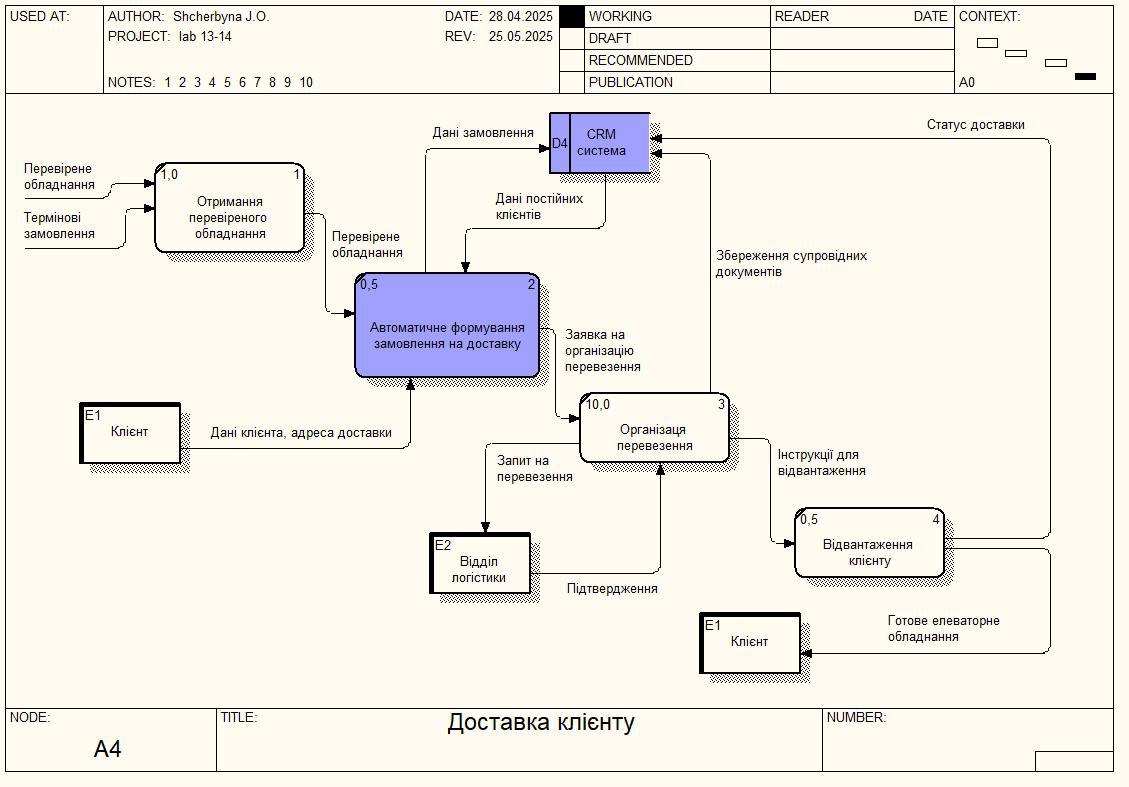 USED AT:
AUTHOR: Shcherbyna J.O.
DATE: 28.04.2025
PROJECT: lab 13-14
REV: 25.05.2025
NOTES: 1 2 3 4 5 6 7 8 9 10
WORKING
DRAFT
RECOMMENDED
PUBLICATION
READER DATE
CONTEXT:
A0
Перевірене
обладнання
Термінові
замовлення
1,0 1
Отримання
перевіреного
обладнання
Перевірене
обладнання
Дані замовлення
D4
CRM
система
Статус доставки
Дані постійних
клієнтів
Збереження супровідних
документів
0,5 2
Автоматичне формування
замовлення на доставку
Заявка на
організацію
перевезення
E1
Клієнт
Дані клієнта, адреса доставки
10,0 3
Організаця
перевезення
Запит на
перевезення
Інструкції для
відвантаження
E2
Відділ
логістики
Підтвердження
0,5 4
Відвантаження
клієнту
E1
Клієнт
Готове елеваторне
обладнання
NODE:
A4
TITLE:
Доставка клієнту
NUMBER: